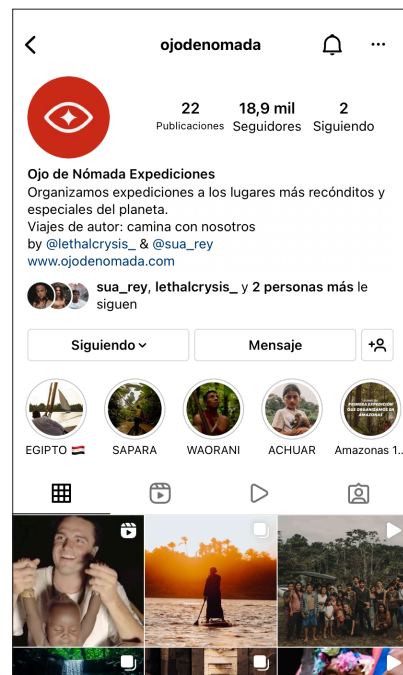 ojodenomada
22 18,9 mil 2
Publicaciones Seguidores Siguiendo
Ojo de Nómada Expediciones
Organizamos expediciones a los lugares más recónditos y
especiales del planeta.
Viajes de autor: camina con nosotros
by @lethalcrysis_ & @sua_rey
www.ojodenomada.com
sua_rey, lethalcrysis_ y 2 personas más le
siguen
Siguiendo Mensaje
PRIMERA EXPEDICIÓN
QUE ORGANIZAMOS EN
AMAZONAS
EGIPTO 🇪🇬 SAPARA WAORANI ACHUAR Amazonas 1...